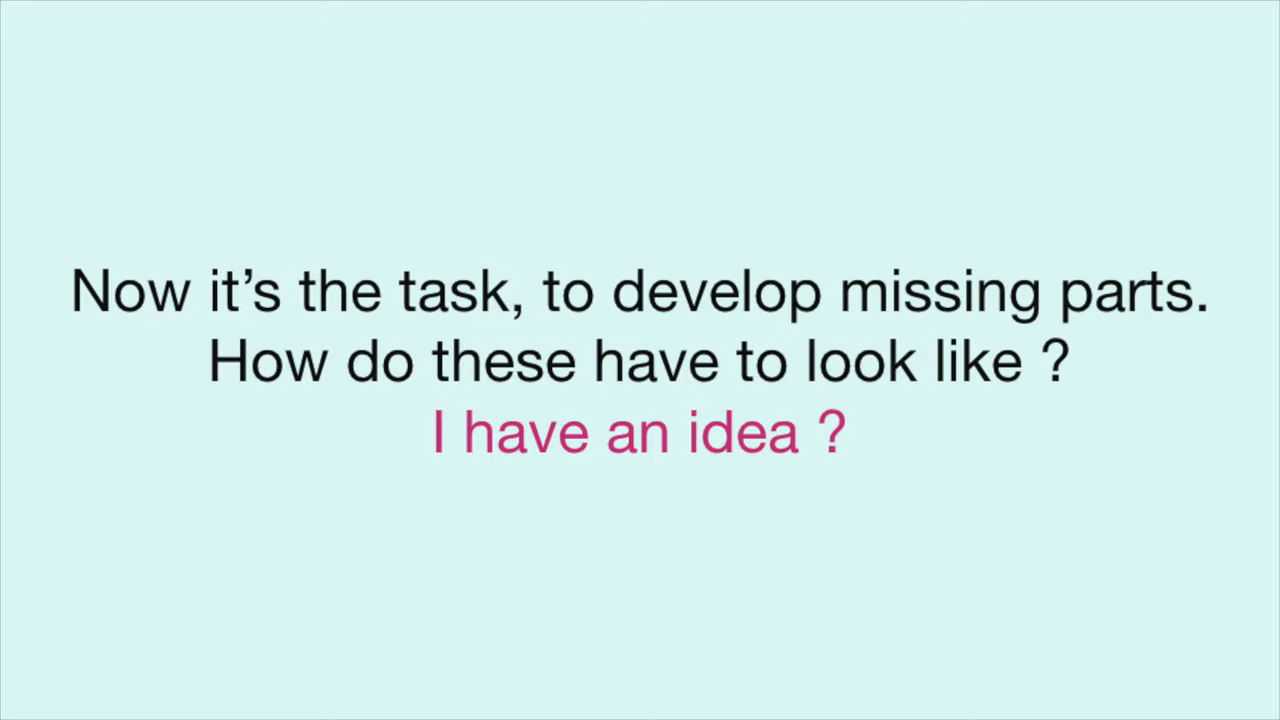 Now it’s the task, to develop missing parts.
How do these have to look like ?
I have an idea ?